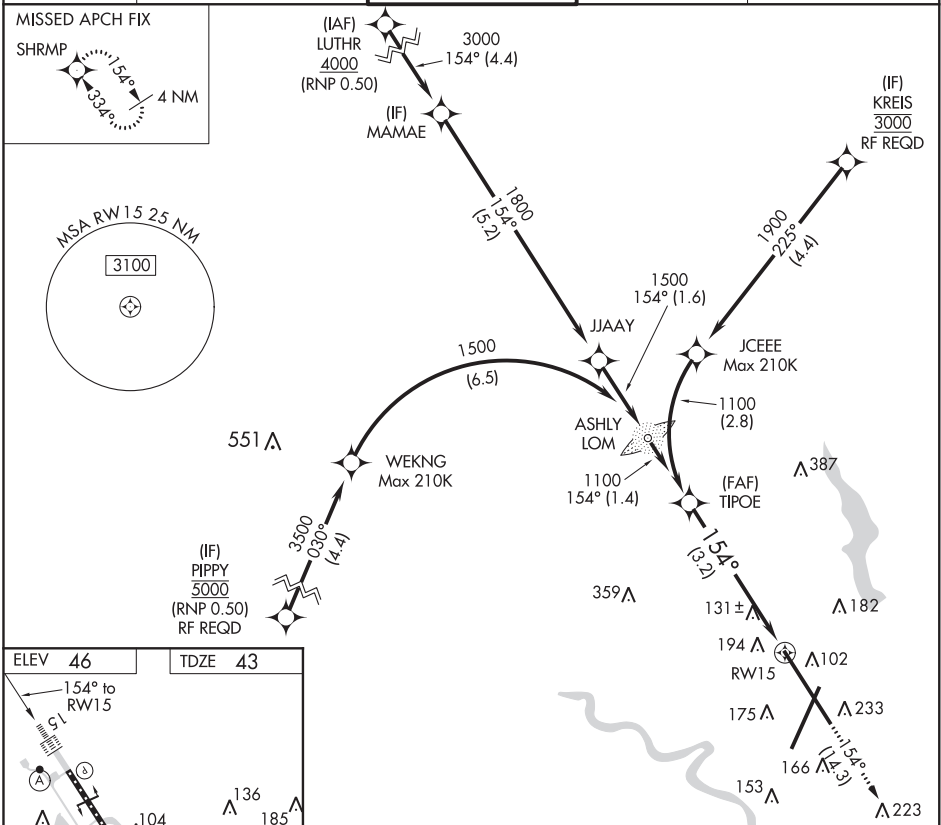 MISSED APCH FIX
SHRMP
154°
334°
4 NM
(IAF)
LUTHR
4000
(RNP 0.50)
3000
154° (4.4)
(IF)
MAMAE
(IF)
KREIS
3000
RF REQD
1800
154°
(5.2)
1900
225°
(4.4)
MSA RW15 25 NM
3100
1500
154° (1.6)
JJAAY
JCEEE
Max 210K
1500
(6.5)
1100
(2.8)
ASHLY
LOM
551
WEKNG
Max 210K
1100
154° (1.4)
(FAF)
TIPOE
387
3500
030°
(4.4)
(IF)
PIPPY
5000
(RNP 0.50)
RF REQD
154°
(3.2)
359
131±
182
194
RW15
102
175
233
154°
(14.3)
166
153
223
ELEV 46
TDZE 43
154° to
RW15
15
A
P
104
136
185